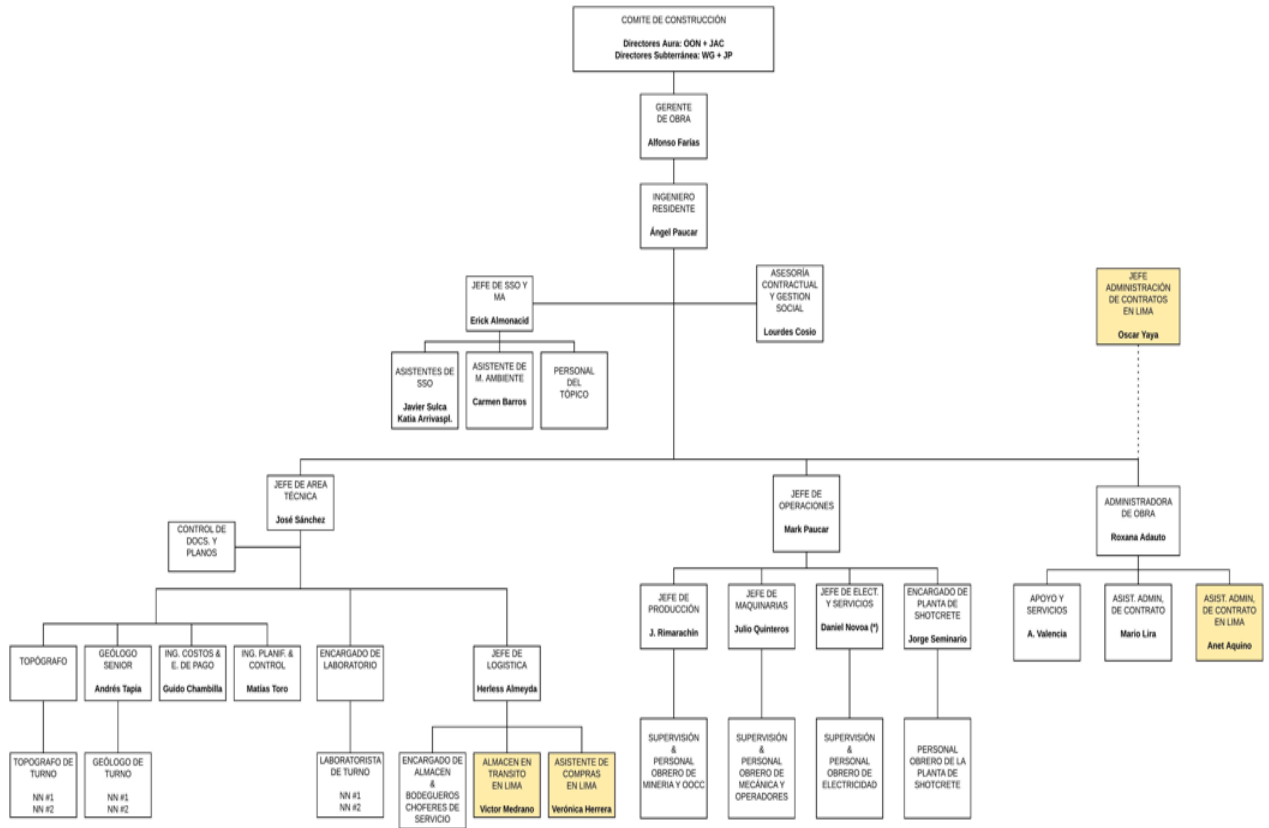 COMITE DE CONSTRUCCIÓN
Directores Aura: OON + JAC
Directores Subterránea: WG + JP
GERENTE
DE OBRA
Alfonso Farías
INGENIERO
RESIDENTE
Ángel Paucar
JEFE DE SSO Y
MA
Erick Almonacid
ASESORÍA
CONTRACTUAL
Y GESTION
SOCIAL
Lourdes Cosio
JEFE
ADMINISTRACIÓN
DE CONTRATOS
EN LIMA
Oscar Yaya
ASISTENTES DE
SSO
Javier Sulca
Katia Arrivaspl.
ASISTENTE DE
M. AMBIENTE
Carmen Barros
PERSONAL
DEL
TÓPICO
JEFE DE AREA
TÉCNICA
José Sánchez
CONTROL DE
DOCS. Y
PLANOS
JEFE DE
OPERACIONES
Mark Paucar
ADMINISTRADORA
DE OBRA
Roxana Adauto
TOPÓGRAFO
GEÓLOGO
SENIOR
Andrés Tapia
ING. COSTOS &
E. DE PAGO
Guido Chambilla
ING. PLANIF. &
CONTROL
Matías Toro
ENCARGADO DE
LABORATORIO
JEFE DE
LOGISTICA
Herless Almeyda
JEFE DE
PRODUCCIÓN
J. Rimarachín
JEFE DE
MAQUINARIAS
Julio Quinteros
JEFE DE ELECT.
Y SERVICIOS
Daniel Novoa (*)
ENCARGADO DE
PLANTA DE
SHOTCRETE
Jorge Seminario
APOYO Y
SERVICIOS
A. Valencia
ASIST. ADMIN,
DE CONTRATO
Mario Lira
ASIST. ADMIN,
DE CONTRATO
EN LIMA
Anet Aquino
TOPOGRAFO DE
TURNO
NN #1
NN #2
GEÓLOGO DE
TURNO
NN #1
NN #2
LABORATORISTA
DE TURNO
NN #1
NN #2
ENCARGADO DE
ALMACEN
&
BODEGUEROS
CHOFERES DE
SERVICIO
ALMACEN EN
TRANSITO EN
LIMA
Victor Medrano
ASISTENTE DE
COMPRAS
EN LIMA
Verónica Herrera
SUPERVISIÓN
&
PERSONAL
OBRERO DE
MINERIA Y OOCC
SUPERVISIÓN
&
PERSONAL
OBRERO DE
MECÁNICA Y
OPERADORES
SUPERVISIÓN
&
PERSONAL
OBRERO DE
ELECTRICIDAD
PERSONAL
OBRERO DE LA
PLANTA DE
SHOTCRETE